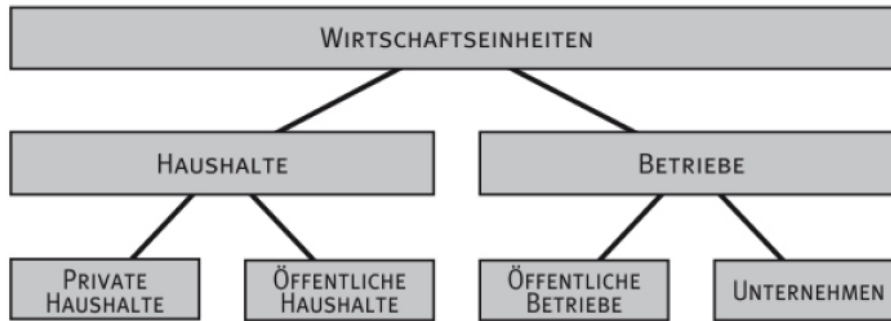 WIRTSCHAFTSEINHEITEN
HAUSHALTE
BETRIEBE
PRIVATE
HAUSHALTE
ÖFFENTLICHE
HAUSHALTE
ÖFFENTLICHE
BETRIEBE
UNTERNEHMEN